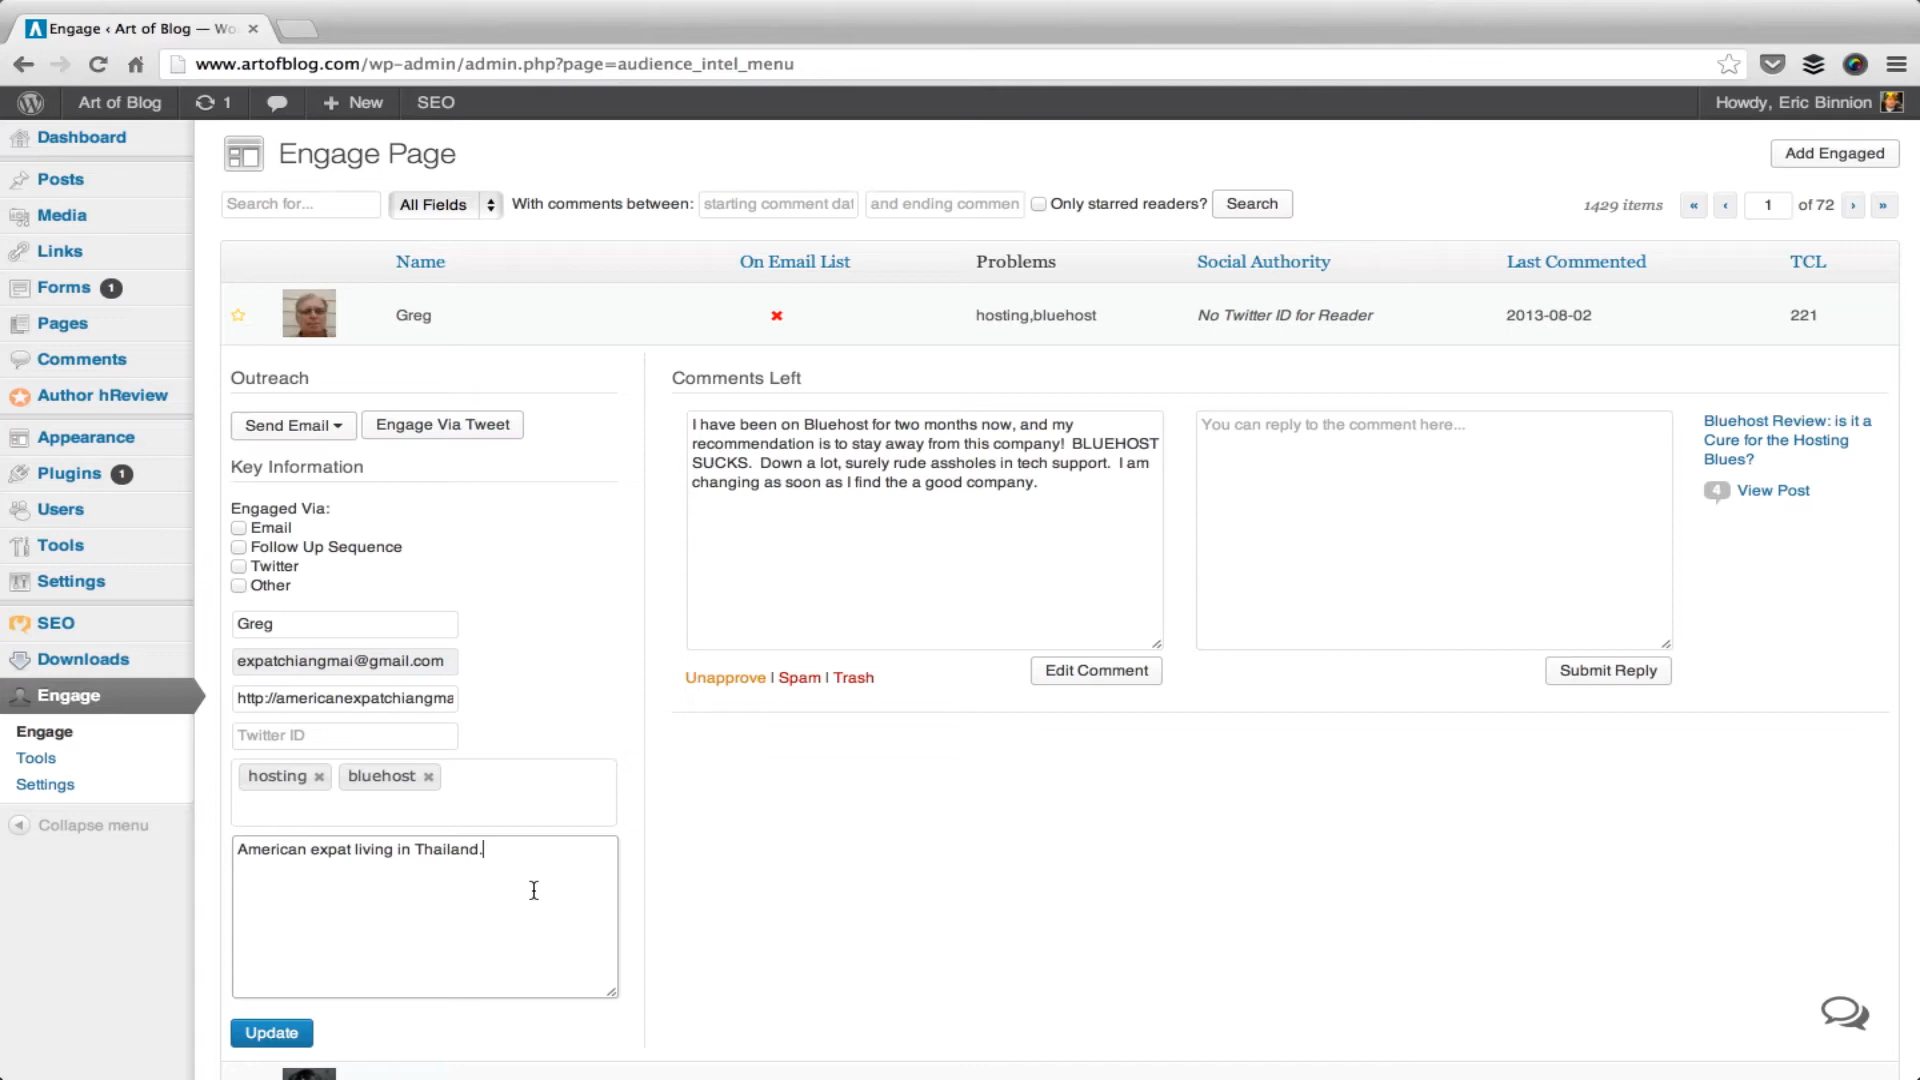 Engage ‹ Art of Blog — Wo
www.artofblog.com/wp-admin/admin.php?page=audience_intel_menu
Art of Blog
1
New
SEO
Howdy, Eric Binnion
Dashboard
Posts
Media
Links
Forms 1
Pages
Comments
Author hReview
Appearance
Plugins 1
Users
Tools
Settings
SEO
Downloads
Engage
Engage
Tools
Settings
Collapse menu
Engage Page
Add Engaged
Search for...
All Fields
With comments between:
starting comment dat
and ending commen
Only starred readers?
Search
1429 items
«
‹
1
of 72
›
»
Name
On Email List
Problems
Social Authority
Last Commented
TCL
Greg
hosting,bluehost
No Twitter ID for Reader
2013-08-02
221
Outreach
Send Email
Engage Via Tweet
Key Information
Engaged Via:
Email
Follow Up Sequence
Twitter
Other
Greg
expatchiangmai@gmail.com
http://americanexpatchiangma
Twitter ID
hosting
bluehost
American expat living in Thailand.
Update
Comments Left
I have been on Bluehost for two months now, and my
recommendation is to stay away from this company! BLUEHOST
SUCKS. Down a lot, surely rude assholes in tech support. I am
changing as soon as I find the a good company.
Unapprove | Spam | Trash
Edit Comment
You can reply to the comment here...
Submit Reply
Bluehost Review: is it a
Cure for the Hosting
Blues?
4 View Post